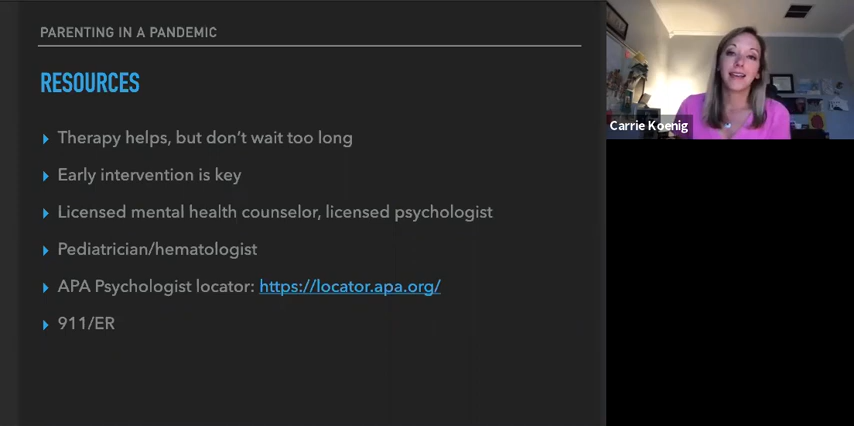 PARENTING IN A PANDEMIC
RESOURCES
Therapy helps, but don't wait too long
Early intervention is key
Licensed mental health counselor, licensed psychologist
Pediatrician/hematologist
APA Psychologist locator: https://locator.apa.org/
911/ER
Carrie Koenig